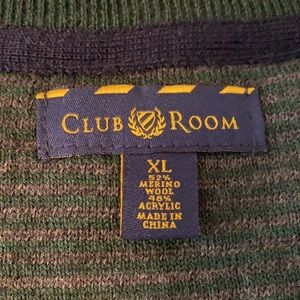 CLUB ROOM
XL
52%
MERINO
WOOL
48%
ACRYLIC
MADE IN
CHINA